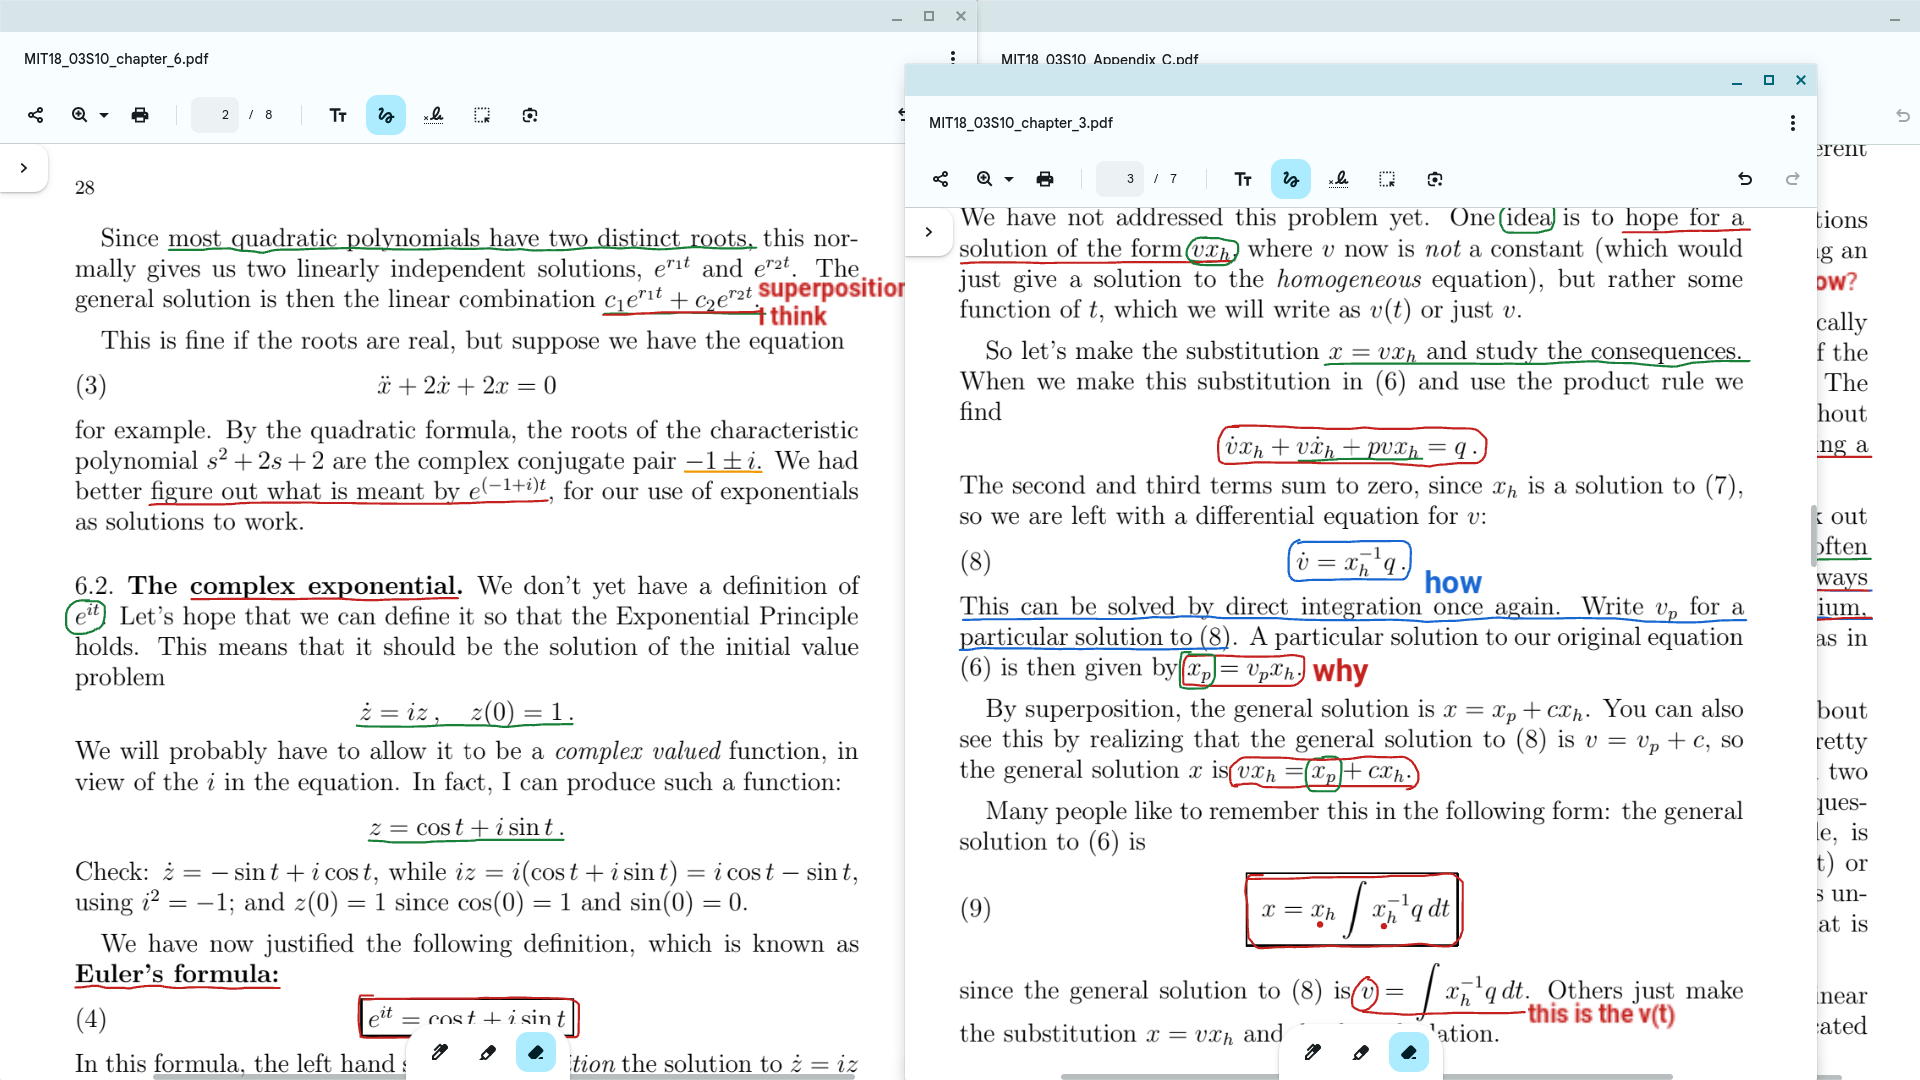 MIT18_03S10_chapter_6.pdf
2 / 8
28
Since most quadratic polynomials have two distinct roots, this nor-
mally gives us two linearly independent solutions, e^{r_1t} and e^{r_2t}. The
general solution is then the linear combination c_1e^{r_1t} + c_2e^{r_2t}.
superposition
I think
This is fine if the roots are real, but suppose we have the equation
(3) ẍ + 2ẋ + 2x = 0
for example. By the quadratic formula, the roots of the characteristic
polynomial s² + 2s + 2 are the complex conjugate pair −1 ± i. We had
better figure out what is meant by e^{(−1+i)t}, for our use of exponentials
as solutions to work.
6.2. The complex exponential. We don't yet have a definition of
e^{it}. Let's hope that we can define it so that the Exponential Principle
holds. This means that it should be the solution of the initial value
problem
ż = iz , z(0) = 1 .
We will probably have to allow it to be a complex valued function, in
view of the i in the equation. In fact, I can produce such a function:
z = cos t + i sin t .
Check: ż = − sin t + i cos t, while iz = i(cos t + i sin t) = i cos t − sin t,
using i² = −1; and z(0) = 1 since cos(0) = 1 and sin(0) = 0.
We have now justified the following definition, which is known as
Euler's formula:
(4) e^{it} = cos t + i sin t
In this formula, the left hand
the solution to ż = iz
MIT18_03S10_Appendix_C.pdf
MIT18_03S10_chapter_3.pdf
3 / 7
We have not addressed this problem yet. One idea is to hope for a
solution of the form vx_h, where v now is not a constant (which would
just give a solution to the homogeneous equation), but rather some
function of t, which we will write as v(t) or just v.
So let's make the substitution x = vx_h and study the consequences.
When we make this substitution in (6) and use the product rule we
find
v̇x_h + vẋ_h + pvx_h = q .
The second and third terms sum to zero, since x_h is a solution to (7),
so we are left with a differential equation for v:
(8) v̇ = x_h^{−1}q .
how
This can be solved by direct integration once again. Write v_p for a
particular solution to (8). A particular solution to our original equation
(6) is then given by x_p = v_px_h. why
By superposition, the general solution is x = x_p + cx_h. You can also
see this by realizing that the general solution to (8) is v = v_p + c, so
the general solution x is vx_h = x_p + cx_h.
Many people like to remember this in the following form: the general
solution to (6) is
(9) x = x_h ∫ x_h^{−1}q dt
since the general solution to (8) is v = ∫ x_h^{−1}q dt. Others just make
this is the v(t)
the substitution x = vx_h and
erent
tions
g an
ow?
cally
f the
The
hout
ng a
out
often
ways
ium,
as in
bout
retty
two
ques-
le, is
t) or
s un-
at is
inear
cated